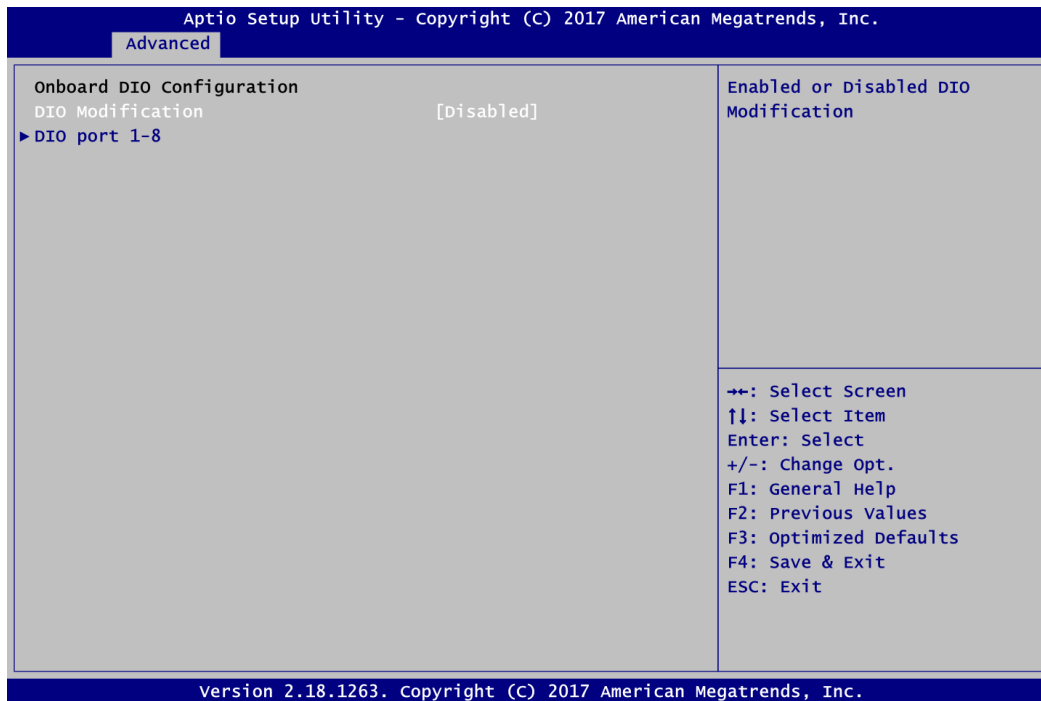 Aptio Setup Utility - Copyright (C) 2017 American Megatrends, Inc.
Advanced
Onboard DIO Configuration
DIO Modification [Disabled]
►DIO port 1-8
Enabled or Disabled DIO
Modification
→←: Select Screen
↑↓: Select Item
Enter: Select
+/-: Change Opt.
F1: General Help
F2: Previous Values
F3: Optimized Defaults
F4: Save & Exit
ESC: Exit
Version 2.18.1263. Copyright (C) 2017 American Megatrends, Inc.